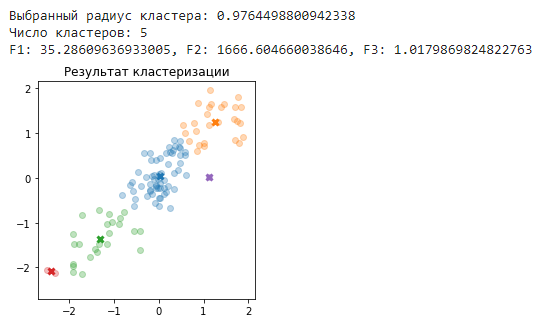 Выбранный радиус кластера: 0.9764499880094238
Число кластеров: 5
F1: 35.28609636933005, F2: 1666.604660038646, F3: 1.0179869824822763
Результат кластеризации
2
1
0
−1
−2
−2 −1 0 1 2